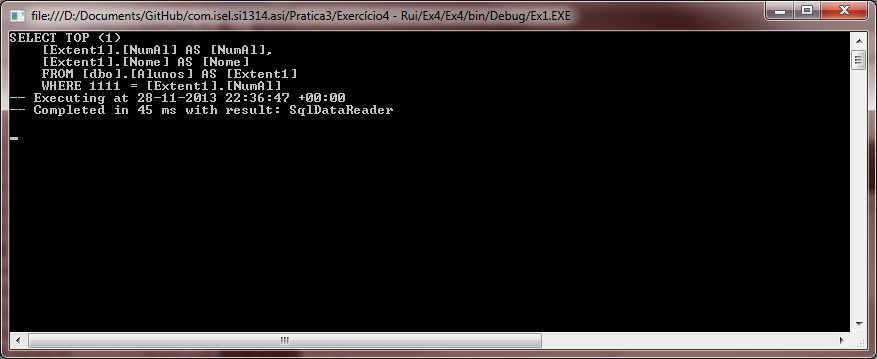 file:///D:/Documents/GitHub/com.isel.si1314.asi/Pratica3/Exercício4 - Rui/Ex4/Ex4/bin/Debug/Ex1.EXE
SELECT TOP (1)
    [Extent1].[NumAl] AS [NumAl],
    [Extent1].[Nome] AS [Nome]
    FROM [dbo].[Alunos] AS [Extent1]
    WHERE 1111 = [Extent1].[NumAl]
-- Executing at 28-11-2013 22:36:47 +00:00
-- Completed in 45 ms with result: SqlDataReader